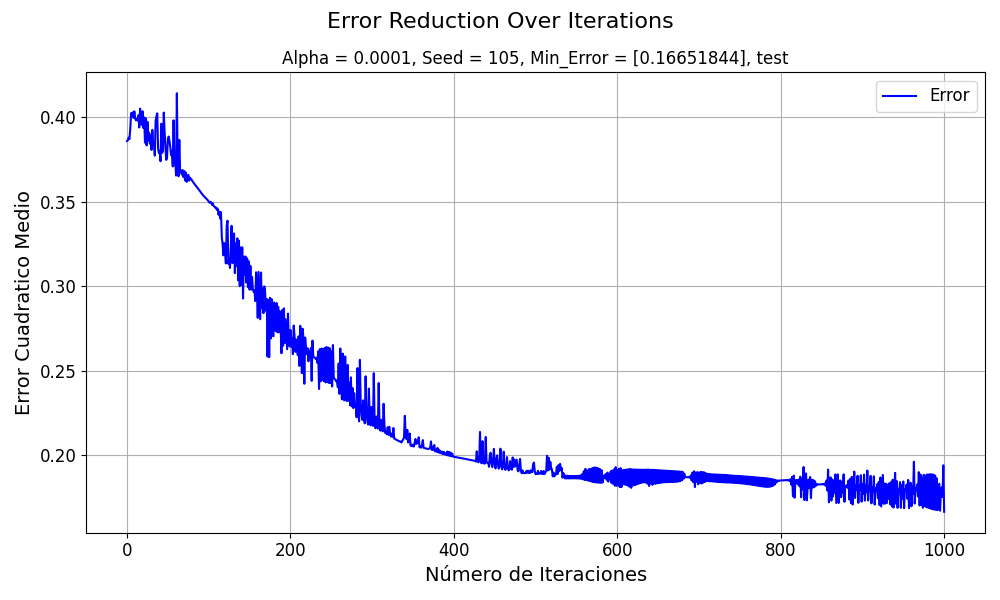 Error Reduction Over Iterations
Alpha = 0.0001, Seed = 105, Min_Error = [0.16651844], test
Error
0.40
0.35
0.30
0.25
0.20
Error Cuadratico Medio
0 200 400 600 800 1000
Número de Iteraciones